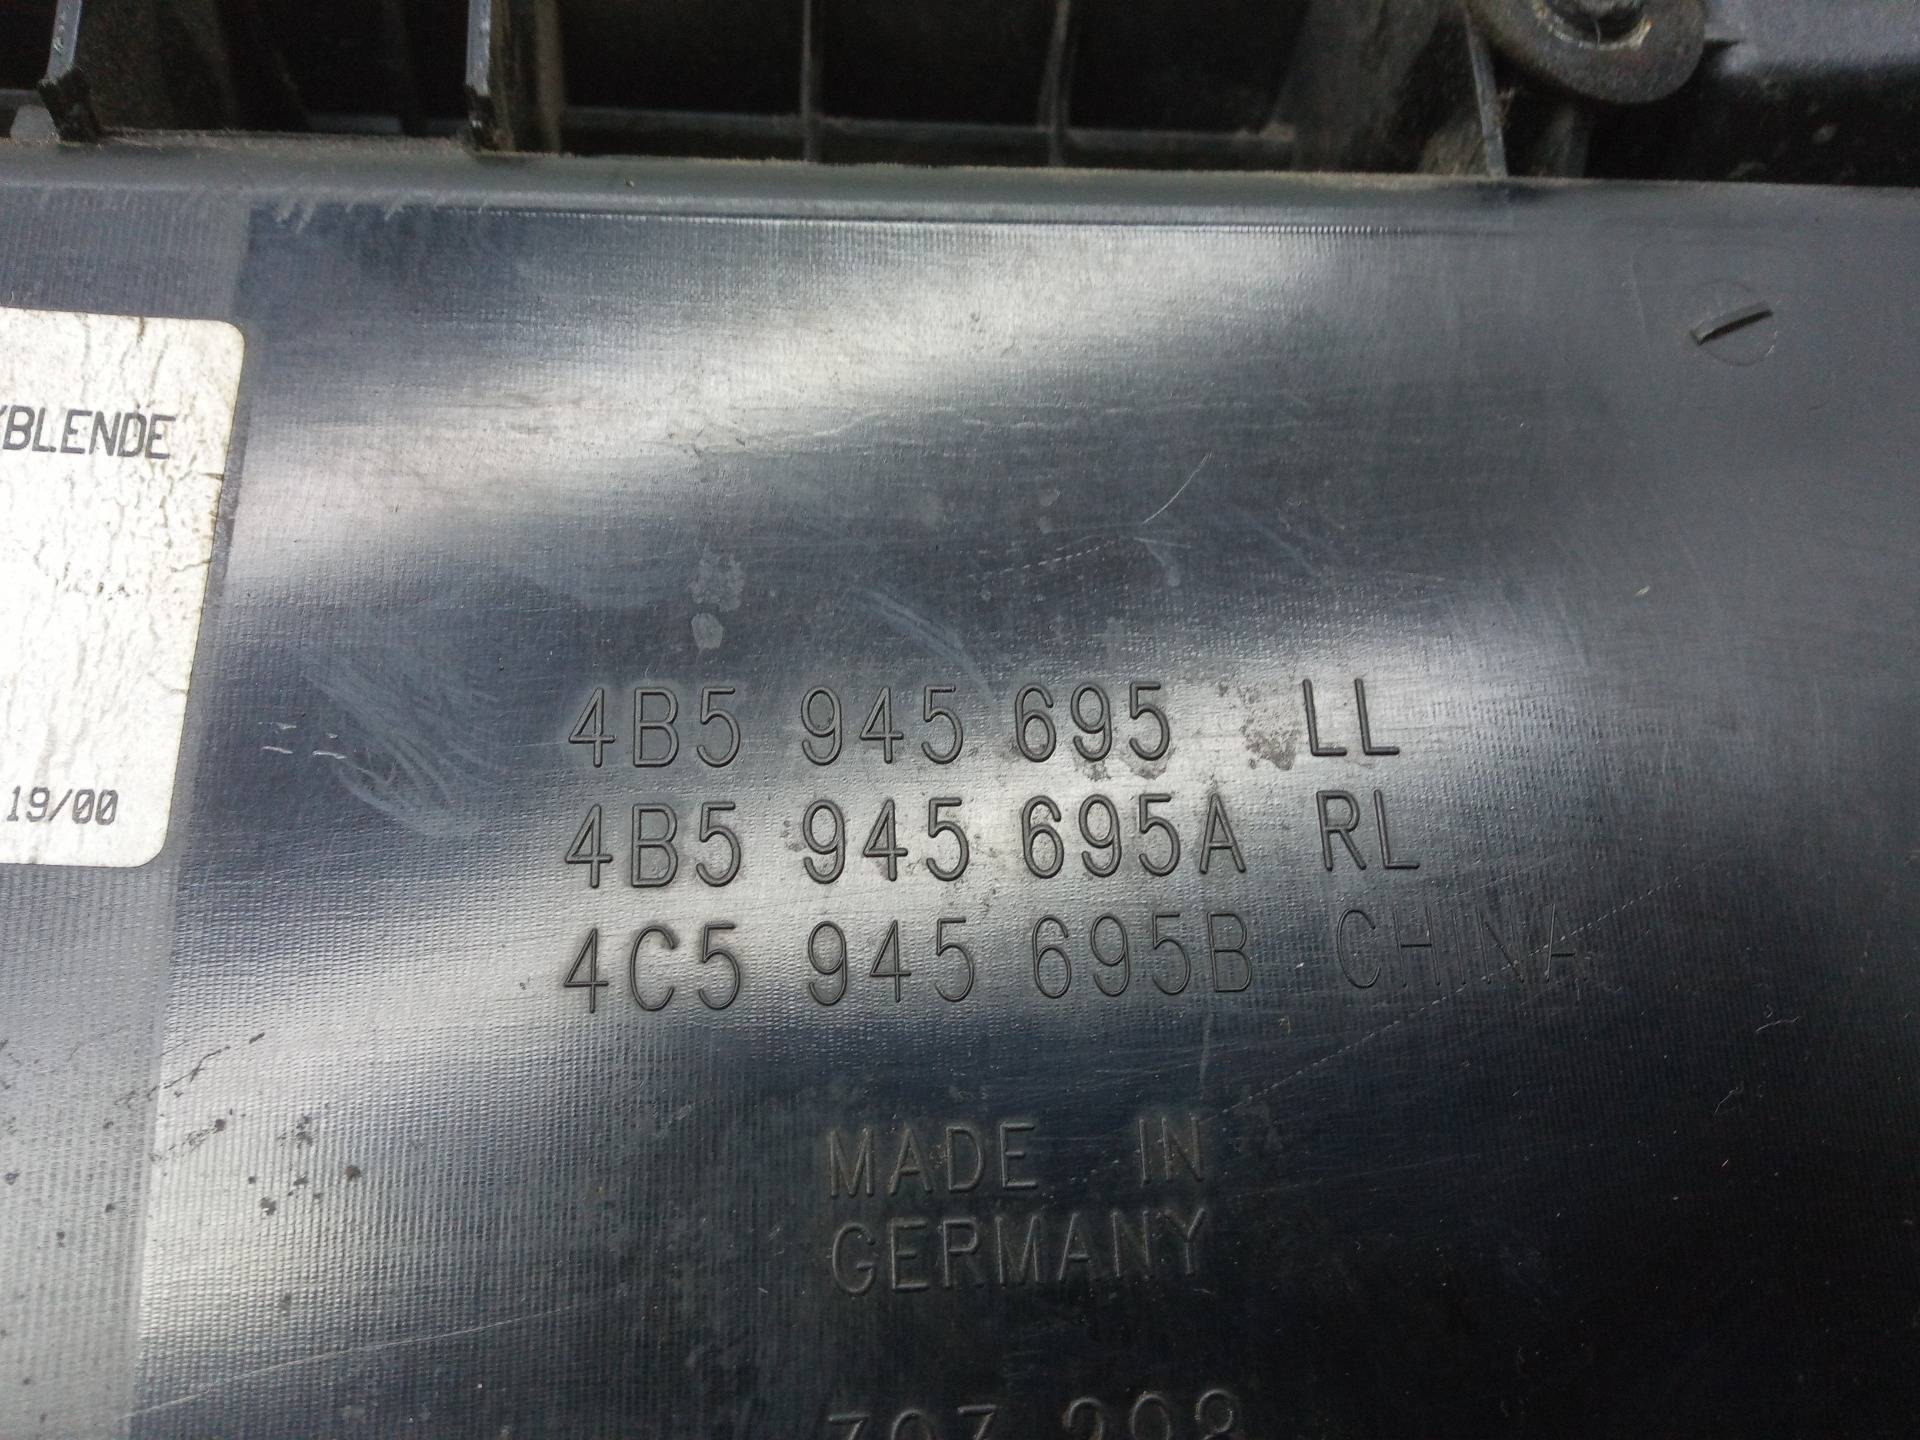 BLENDE
19/00
4B5 945 695 LL
4B5 945 695A RL
4C5 945 695B CHINA
MADE IN
GERMANY